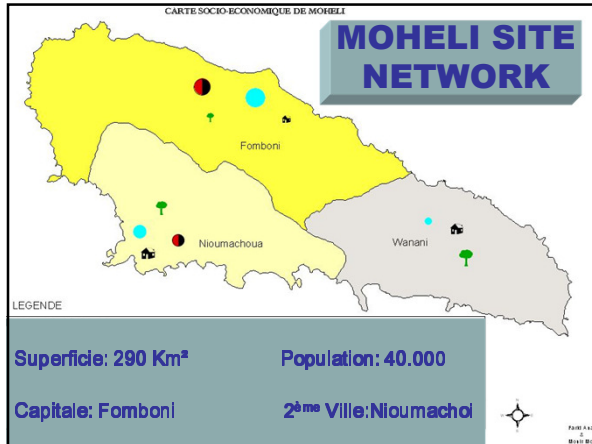 CARTE SOCIO-ECONOMIQUE DE MOHELI
MOHELI SITE
NETWORK
Fomboni
Nioumachoua
Wanani
LEGENDE
Superficie: 290 Km² Population: 40.000
Capitale: Fomboni 2ème Ville:Nioumachoi
&